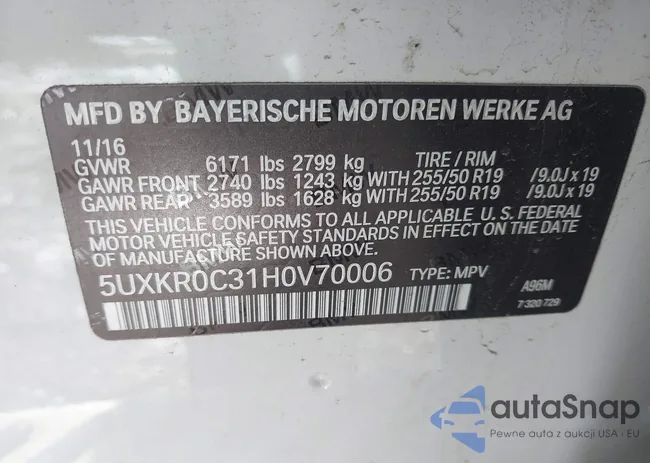 MFD BY BAYERISCHE MOTOREN WERKE AG
11/16
GVWR 6171 lbs 2799 kg TIRE / RIM
GAWR FRONT 2740 lbs 1243 kg WITH 255/50 R19 /9.0J x 19
GAWR REAR 3589 lbs 1628 kg WITH 255/50 R19 /9.0J x 19
THIS VEHICLE CONFORMS TO ALL APPLICABLE U. S. FEDERAL
MOTOR VEHICLE SAFETY STANDARDS IN EFFECT ON THE DATE
OF MANUFACTURE SHOWN ABOVE.
5UXKR0C31H0V70006 TYPE: MPV A96M
7 320 729
autaSnap
Pewne auta z aukcji USA i EU